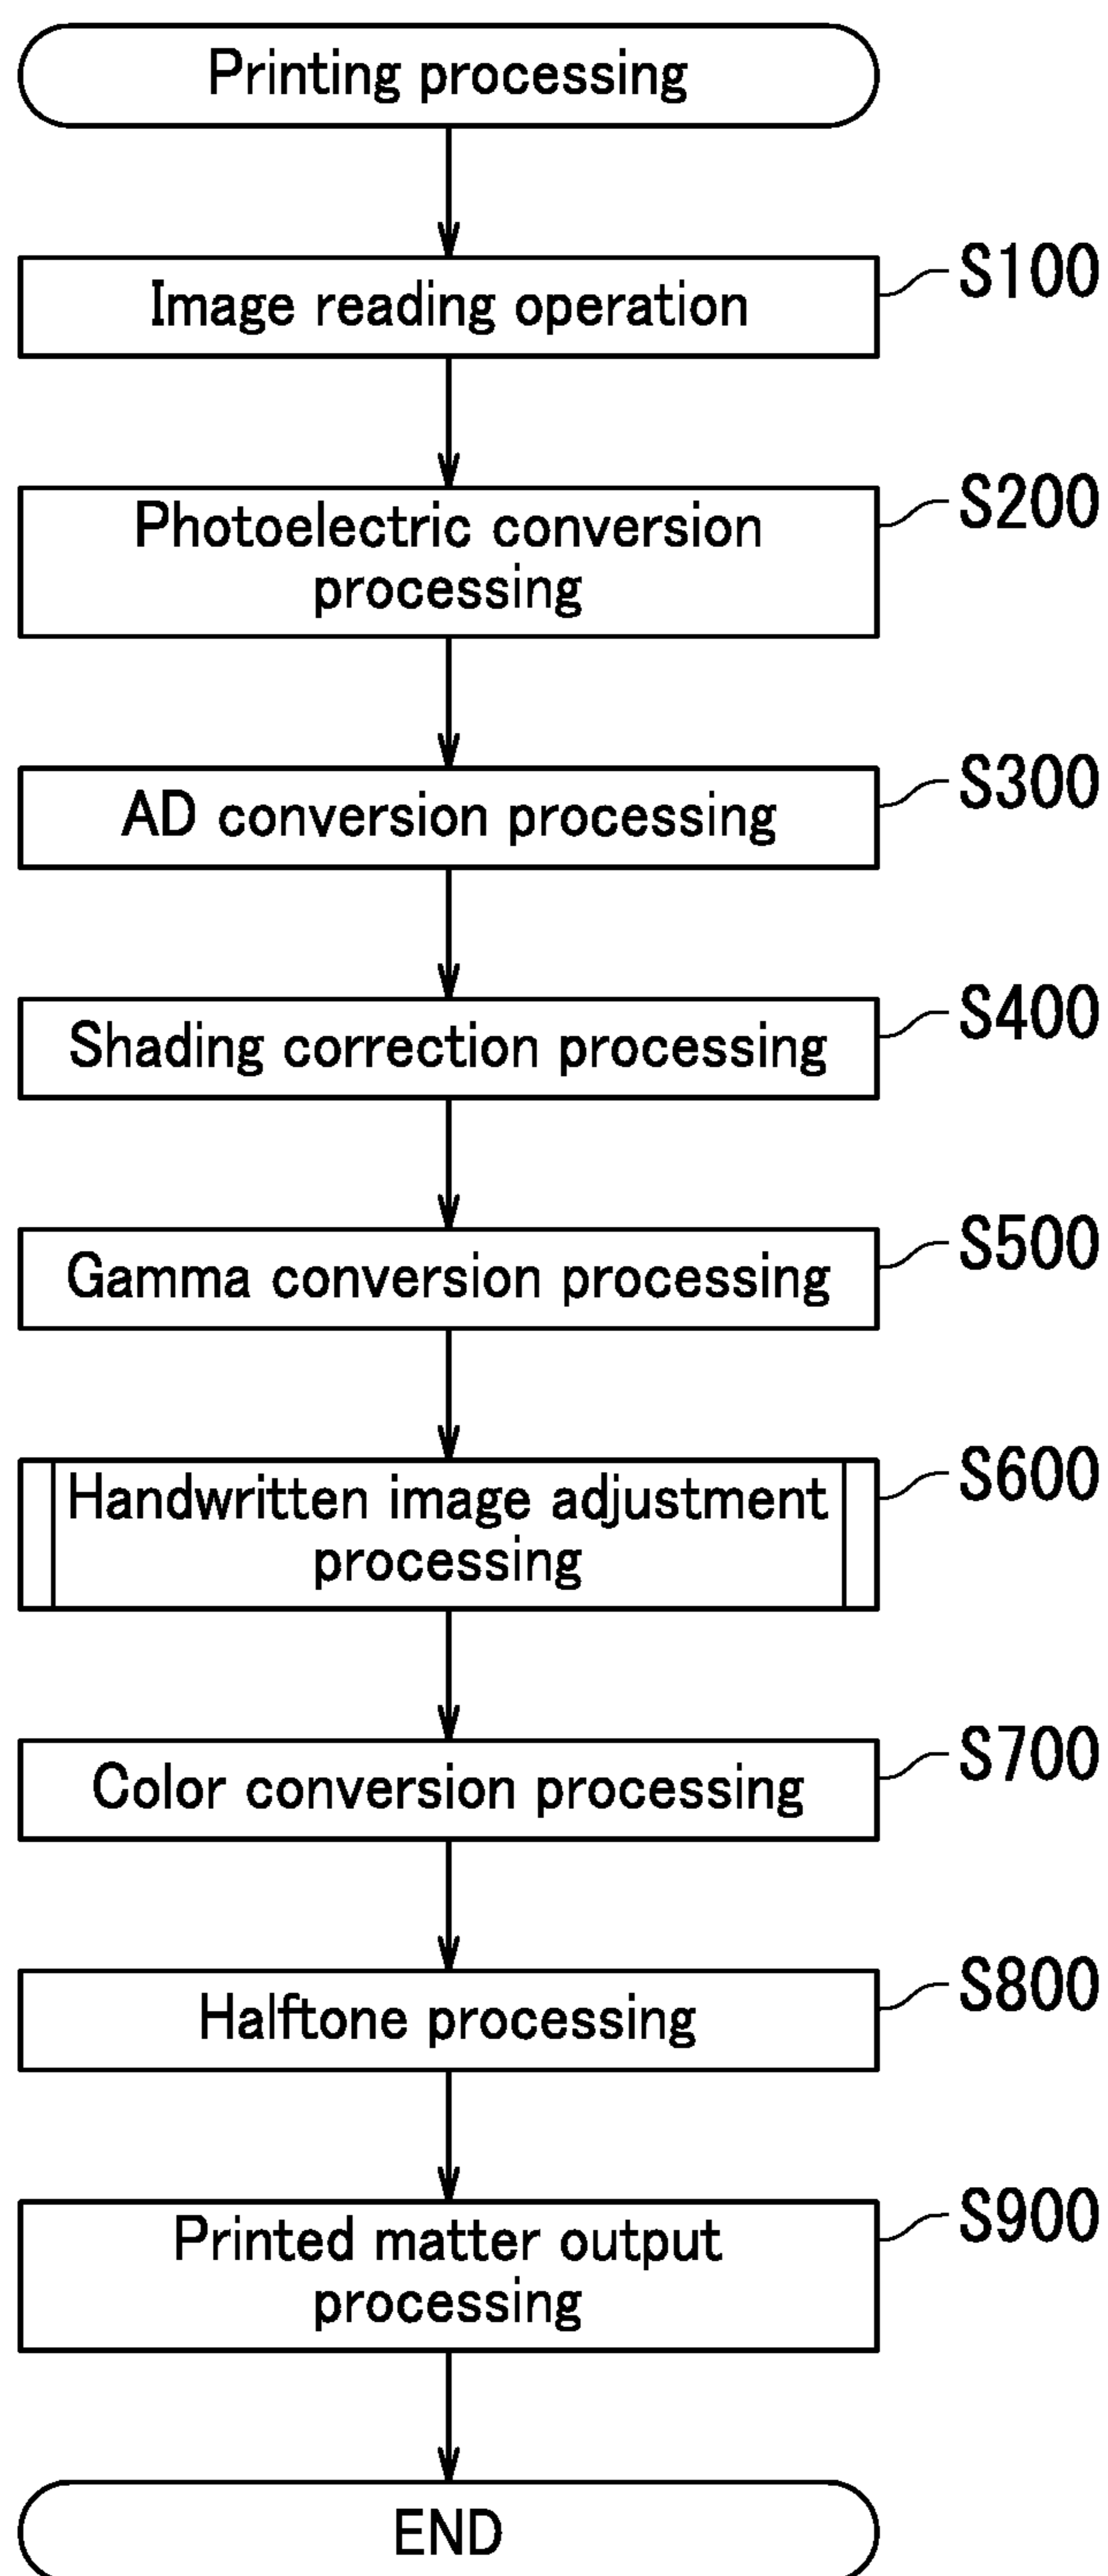 Printing processing
Image reading operation
S100
Photoelectric conversion
processing
S200
AD conversion processing
S300
Shading correction processing
S400
Gamma conversion processing
S500
Handwritten image adjustment
processing
S600
Color conversion processing
S700
Halftone processing
S800
Printed matter output
processing
S900
END